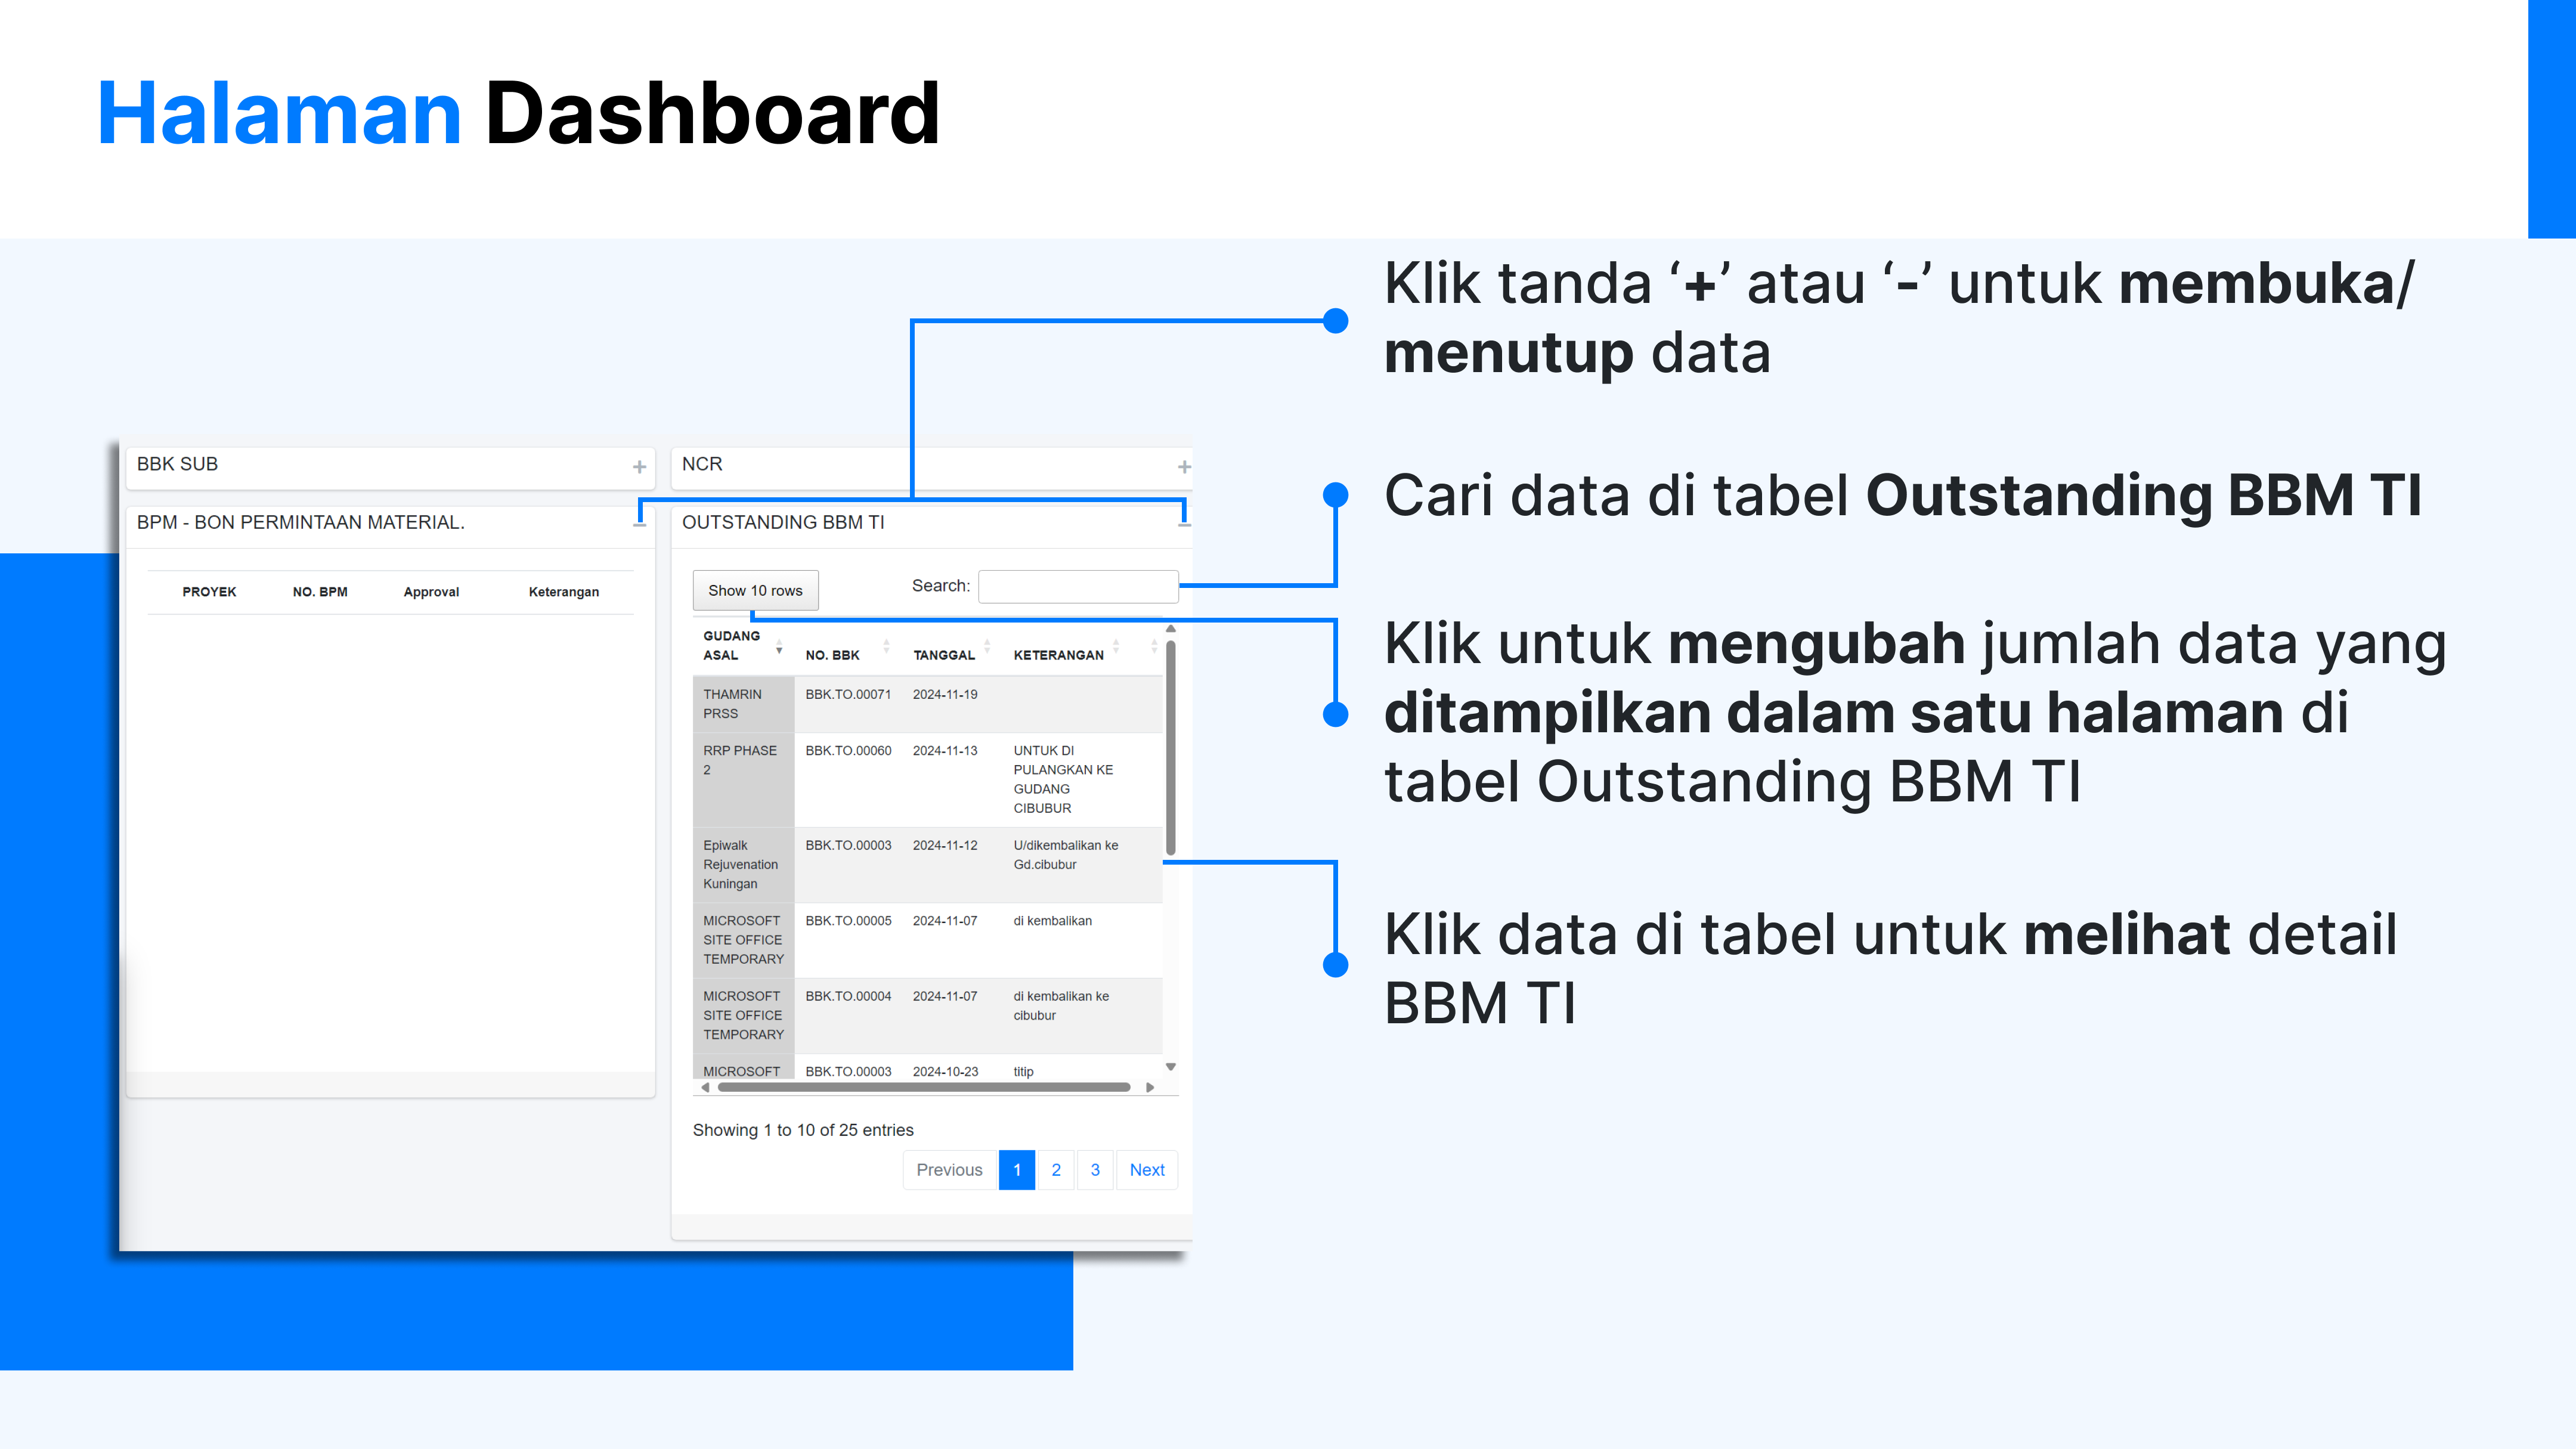 Halaman Dashboard
Klik tanda ‘+’ atau ‘-’ untuk membuka/
menutup data
Cari data di tabel Outstanding BBM TI
Klik untuk mengubah jumlah data yang
ditampilkan dalam satu halaman di
tabel Outstanding BBM TI
Klik data di tabel untuk melihat detail
BBM TI
BBK SUB +
NCR +
BPM - BON PERMINTAAN MATERIAL. −
PROYEK NO. BPM Approval Keterangan
OUTSTANDING BBM TI −
Show 10 rows Search:
GUDANG
ASAL NO. BBK TANGGAL KETERANGAN
THAMRIN BBK.TO.00071 2024-11-19
PRSS
RRP PHASE BBK.TO.00060 2024-11-13 UNTUK DI
2 PULANGKAN KE
GUDANG
CIBUBUR
Epiwalk BBK.TO.00003 2024-11-12 U/dikembalikan ke
Rejuvenation Gd.cibubur
Kuningan
MICROSOFT BBK.TO.00005 2024-11-07 di kembalikan
SITE OFFICE
TEMPORARY
MICROSOFT BBK.TO.00004 2024-11-07 di kembalikan ke
SITE OFFICE cibubur
TEMPORARY
MICROSOFT BBK.TO.00003 2024-10-23 titip
Showing 1 to 10 of 25 entries
Previous 1 2 3 Next